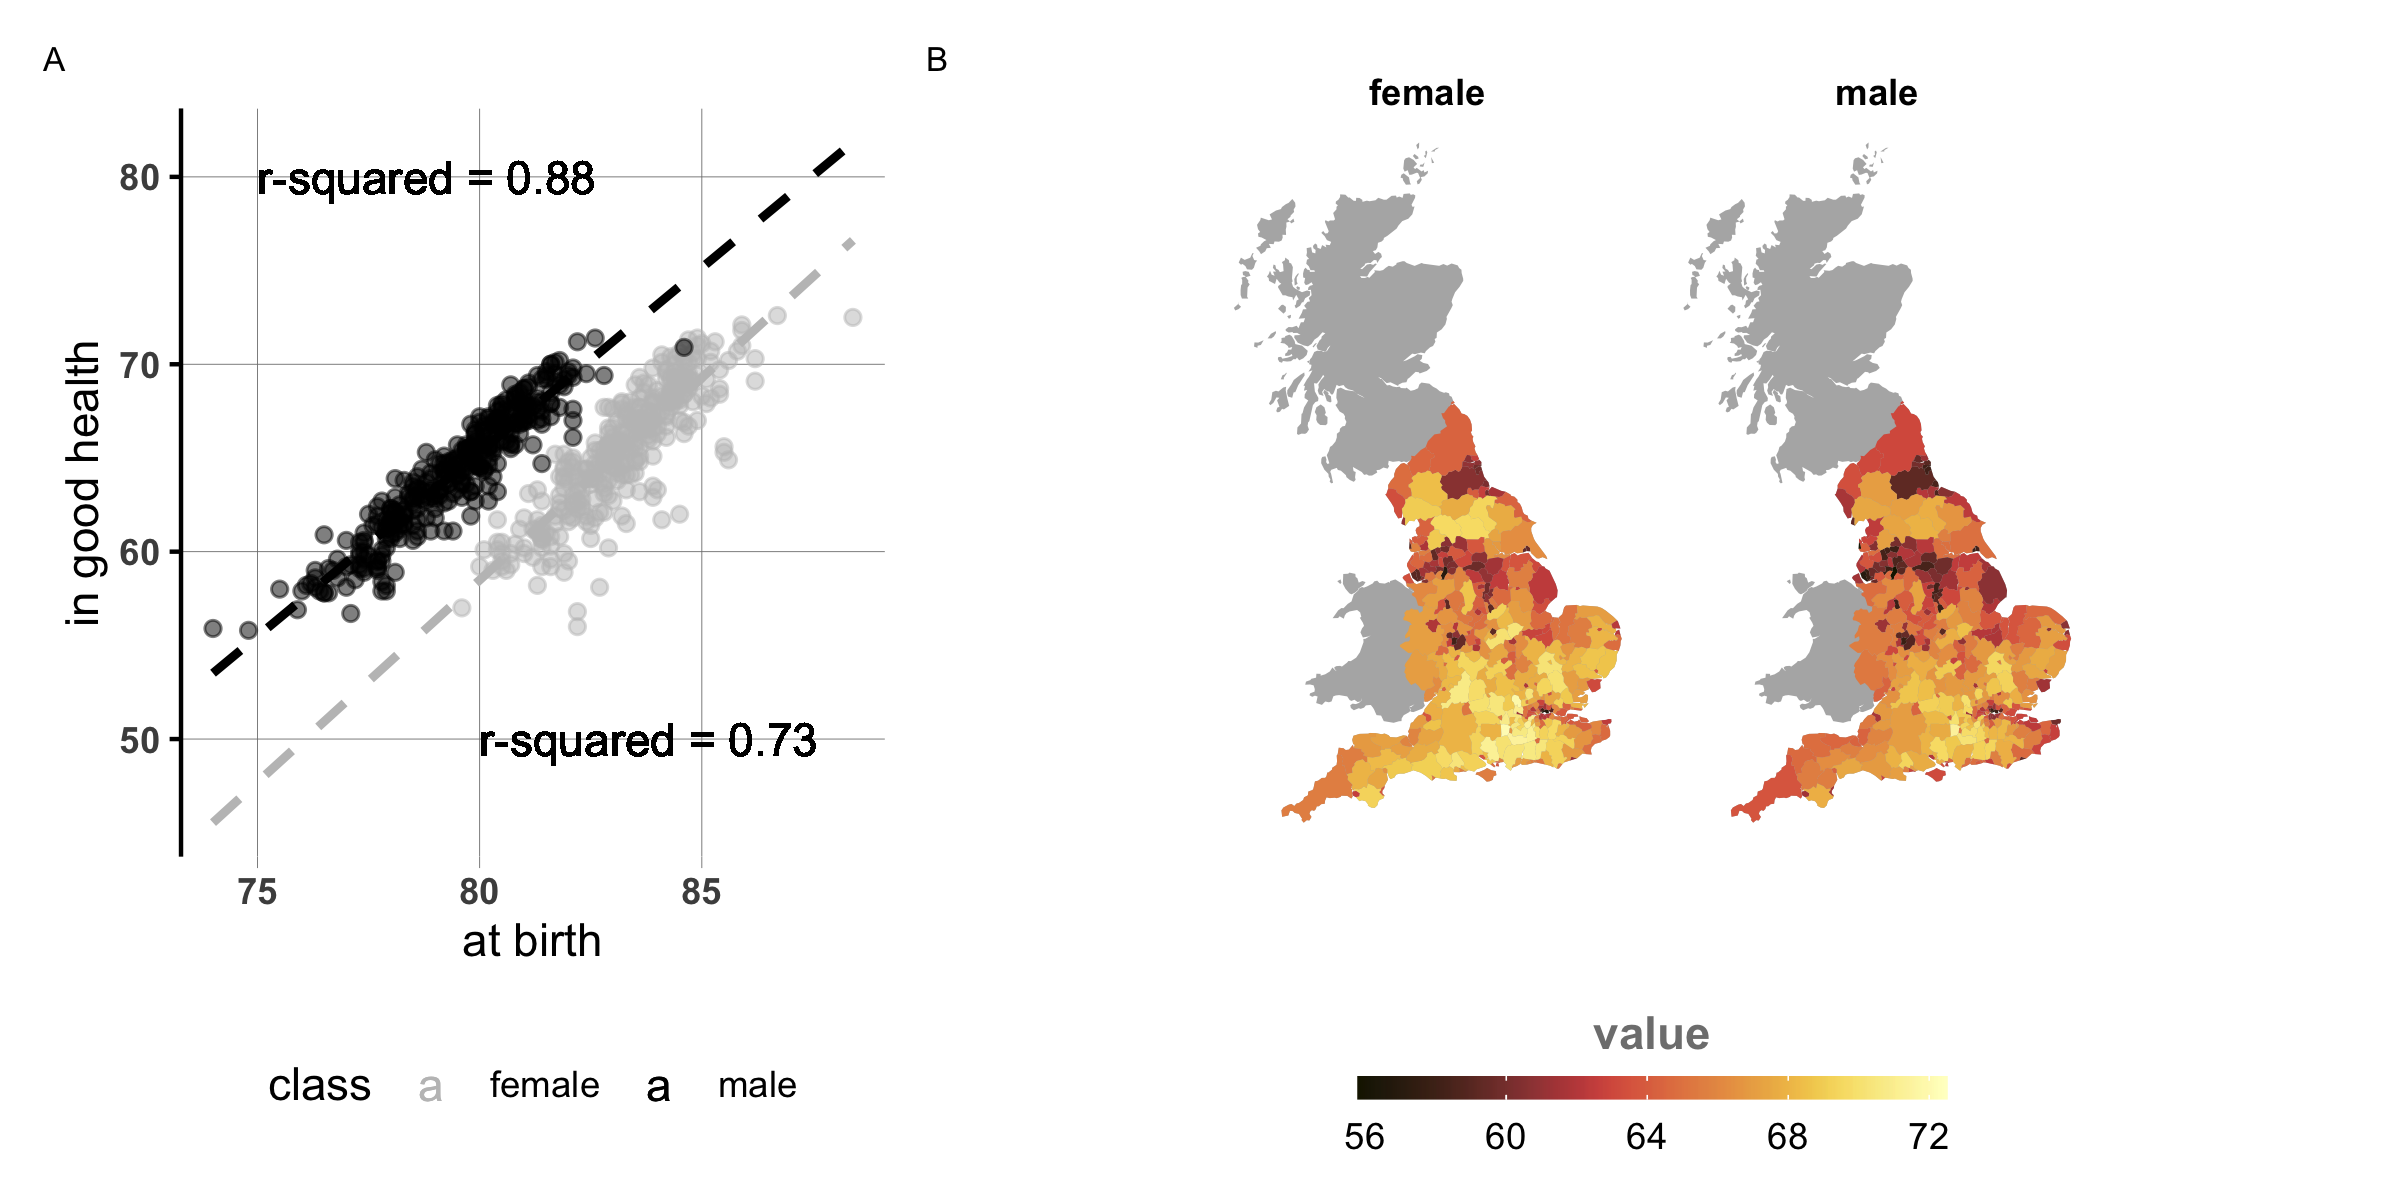 A
r-squared = 0.88
r-squared = 0.73
80
70
60
50
in good health
75 80 85
at birth
class a female a male
B
female male
value
56 60 64 68 72